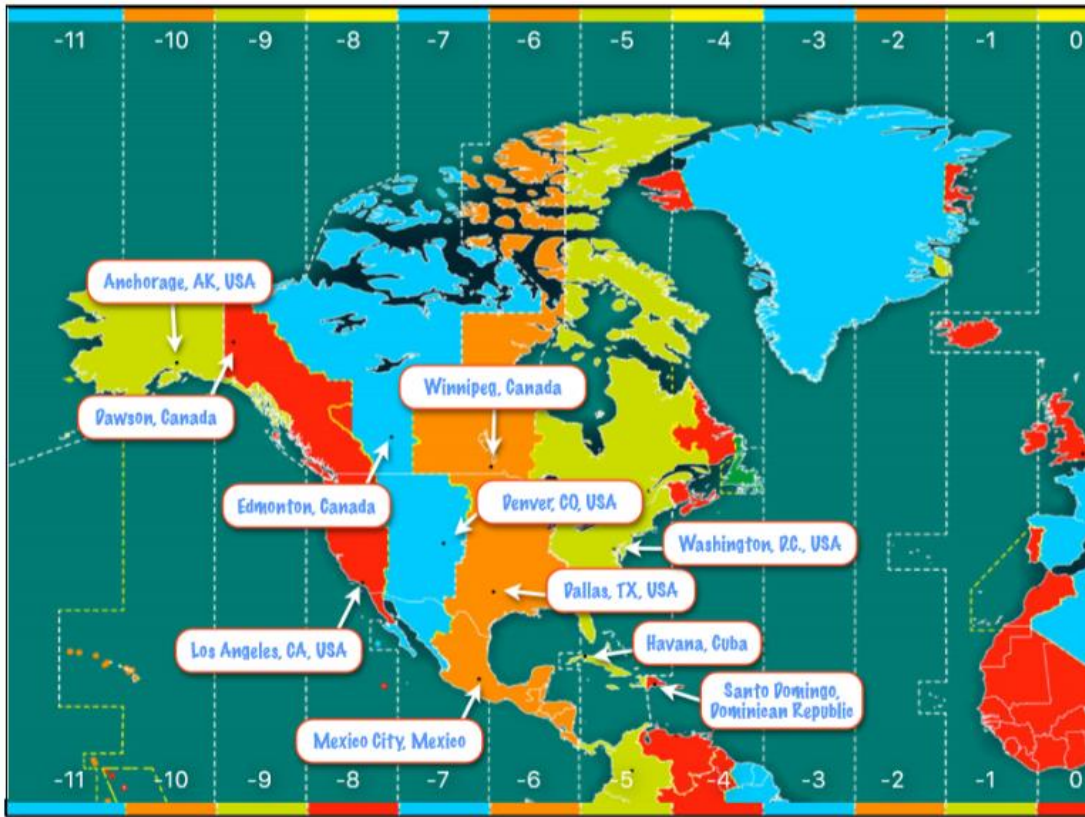 -11 -10 -9 -8 -7 -6 -5 -4 -3 -2 -1 0
Anchorage, AK, USA
Winnipeg, Canada
Dawson, Canada
Edmonton, Canada
Denver, CO, USA
Washington, D.C., USA
Dallas, TX, USA
Los Angeles, CA, USA
Havana, Cuba
Santo Domingo,
Dominican Republic
Mexico City, Mexico
-11 -10 -9 -8 -7 -6 -5 -4 -3 -2 -1 0